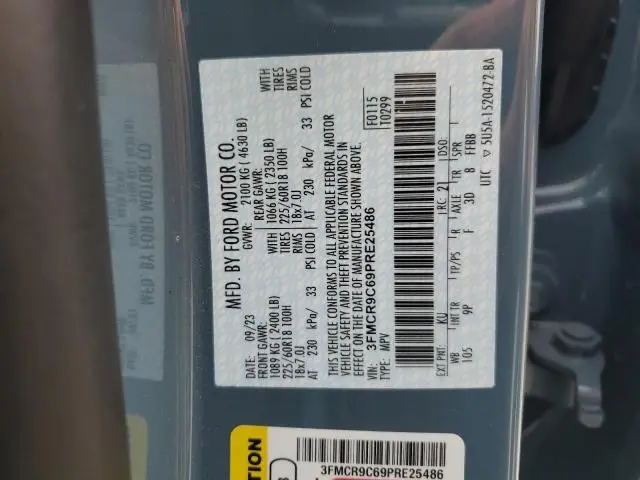 MFD. BY FORD MOTOR CO.
DATE: 09/23
GVWR: 2100 KG ( 4630 LB)
FRONT GAWR:
1089 KG ( 2400 LB)
225/60R18 100H
18x7.0J
AT 230 kPa/ 33 PSI COLD
REAR GAWR:
1066 KG ( 2350 LB)
225/60R18 100H
18x7.0J
AT 230 kPa/ 33 PSI COLD
WITH
TIRES
RIMS
WITH
TIRES
RIMS
THIS VEHICLE CONFORMS TO ALL APPLICABLE FEDERAL MOTOR
VEHICLE SAFETY AND THEFT PREVENTION STANDARDS IN
EFFECT ON THE DATE OF MANUFACTURE SHOWN ABOVE.
VIN: 3FMCR9C69PRE25486
TYPE: MPV
F0115
T0299
EXT PNT: KU
RC: 21
DSO:
WB
105
INT TR
9P
TP/PS
R
F
AXLE
3D
TR
8
SPR
FFBB
UTC ▽ 5U5A-1520472-BA
3FMCR9C69PRE25486